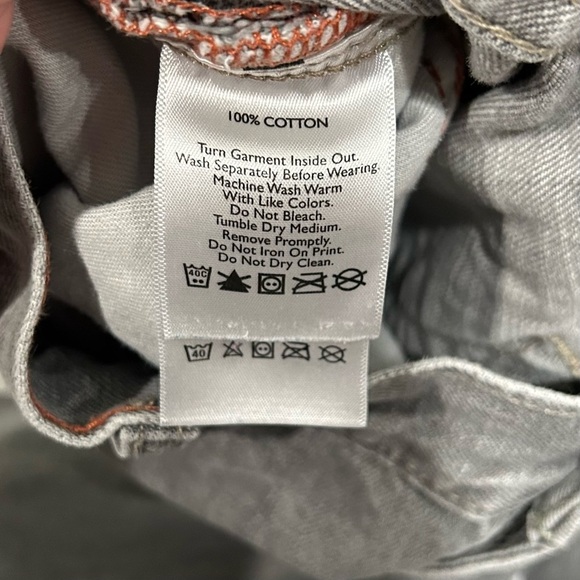 100% COTTON
Turn Garment Inside Out.
Wash Separately Before Wearing.
Machine Wash Warm
With Like Colors.
Do Not Bleach.
Tumble Dry Medium.
Remove Promptly.
Do Not Iron On Print.
Do Not Dry Clean.
40C
40